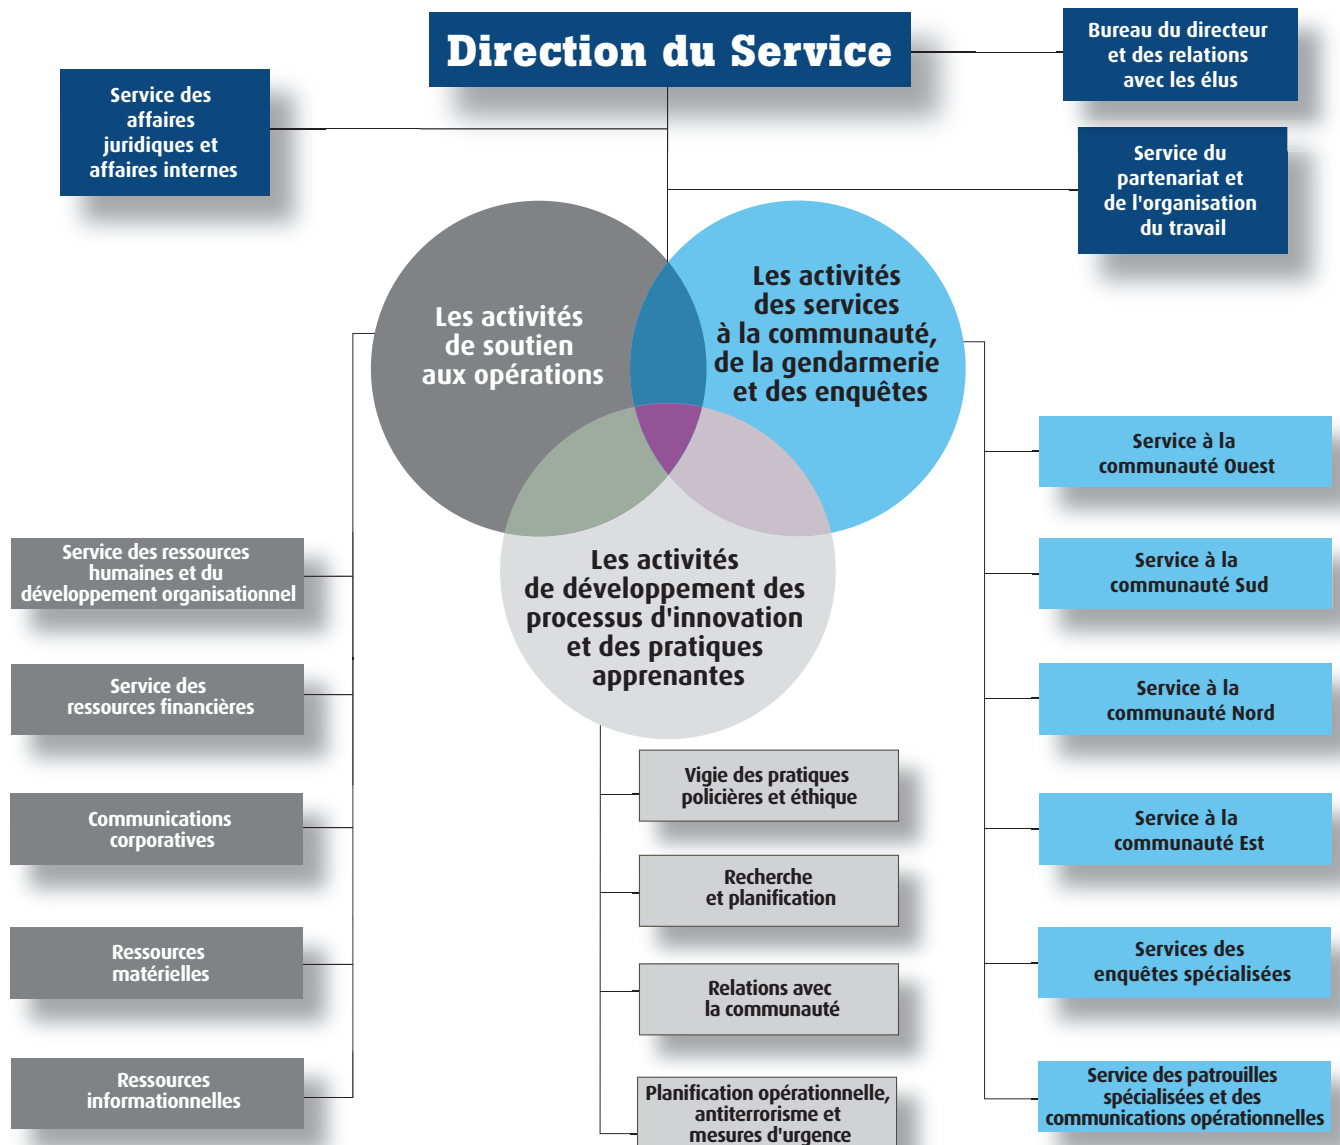 Direction du Service
Bureau du directeur
et des relations
avec les élus
Service des
affaires
juridiques et
affaires internes
Service du
partenariat et
de l'organisation
du travail
Les activités
de soutien
aux opérations
Les activités
des services
à la communauté,
de la gendarmerie
et des enquêtes
Les activités
de développement des
processus d'innovation
et des pratiques
apprenantes
Service des ressources
humaines et du
développement organisationnel
Service des
ressources financières
Communications
corporatives
Ressources
matérielles
Ressources
informationnelles
Vigie des pratiques
policières et éthique
Recherche
et planification
Relations avec
la communauté
Planification opérationnelle,
antiterrorisme et
mesures d'urgence
Service à la
communauté Ouest
Service à la
communauté Sud
Service à la
communauté Nord
Service à la
communauté Est
Services des
enquêtes spécialisées
Service des patrouilles
spécialisées et des
communications opérationnelles